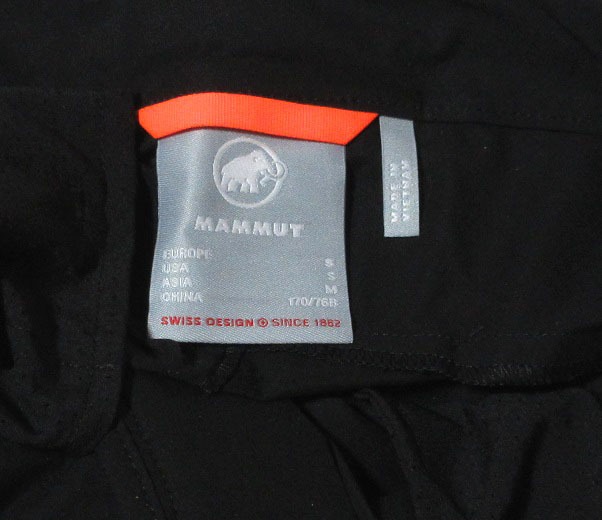 MAMMUT
EUROPE S
USA S
ASIA M
CHINA 170/76B
SWISS DESIGN SINCE 1862
MADE IN
VIETNAM